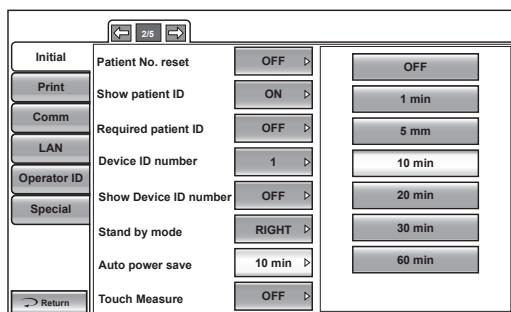 2/5
Initial
Print
Comm
LAN
Operator ID
Special
Return
Patient No. reset OFF
Show patient ID ON
Required patient ID OFF
Device ID number 1
Show Device ID number OFF
Stand by mode RIGHT
Auto power save 10 min
Touch Measure OFF
OFF
1 min
5 mm
10 min
20 min
30 min
60 min